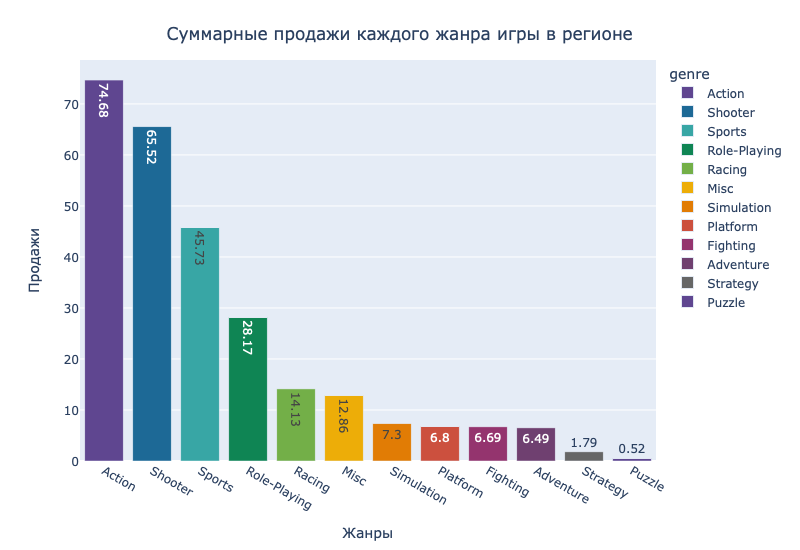 Суммарные продажи каждого жанра игры в регионе
genre
Action
Shooter
Sports
Role-Playing
Racing
Misc
Simulation
Platform
Fighting
Adventure
Strategy
Puzzle
Продажи
70
60
50
40
30
20
10
0
74.68
65.52
45.73
28.17
14.13
12.86
7.3
6.8
6.69
6.49
1.79
0.52
Action
Shooter
Sports
Role-Playing
Racing
Misc
Simulation
Platform
Fighting
Adventure
Strategy
Puzzle
Жанры